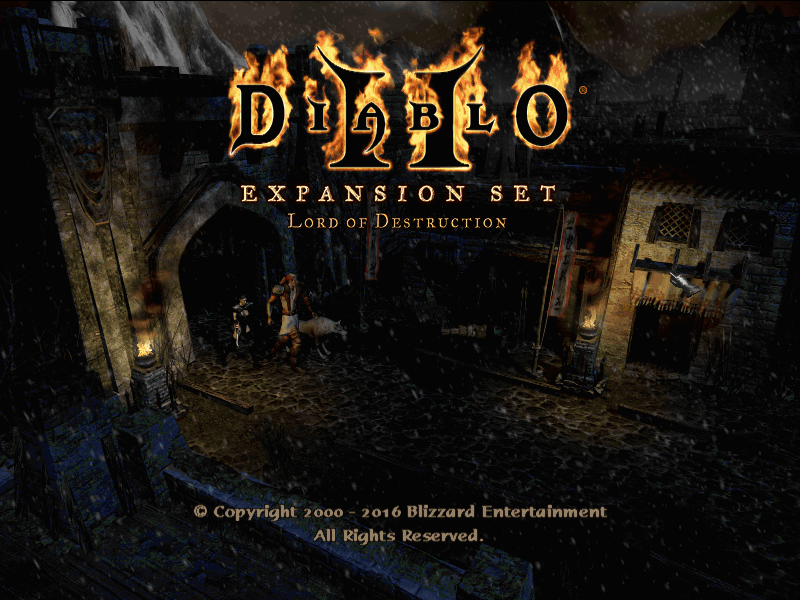 DIABLO II ®
EXPANSION SET
LORD OF DESTRUCTION
© Copyright 2000 - 2016 Blizzard Entertainment
All Rights Reserved.